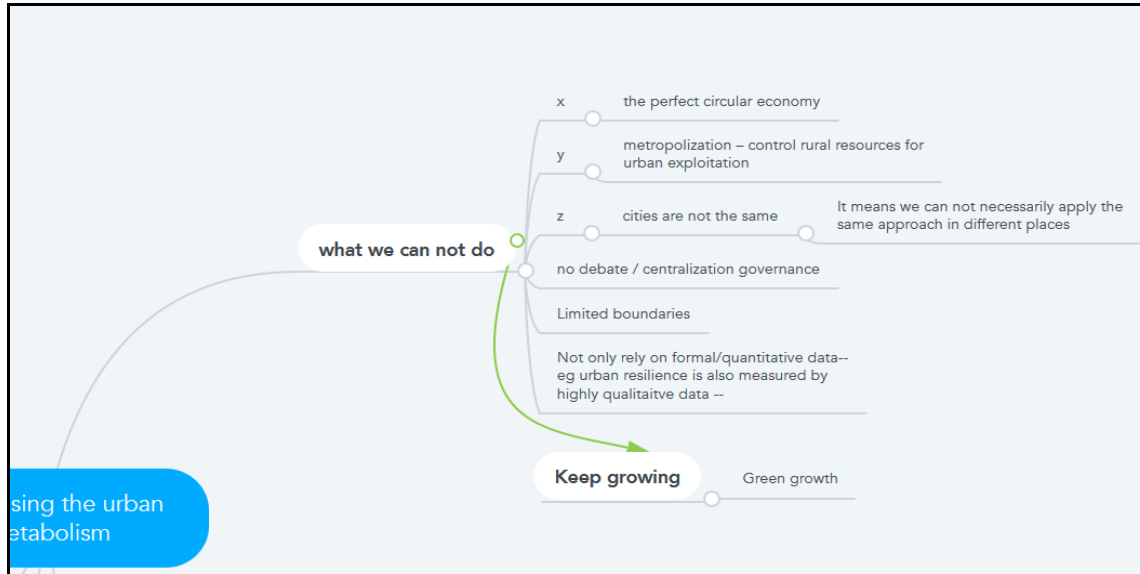 x
the perfect circular economy
y
metropolization – control rural resources for
urban exploitation
z
cities are not the same
It means we can not necessarily apply the
same approach in different places
what we can not do
no debate / centralization governance
Limited boundaries
Not only rely on formal/quantitative data--
eg urban resilience is also measured by
highly qualitaitve data --
Keep growing
Green growth
sing the urban
etabolism